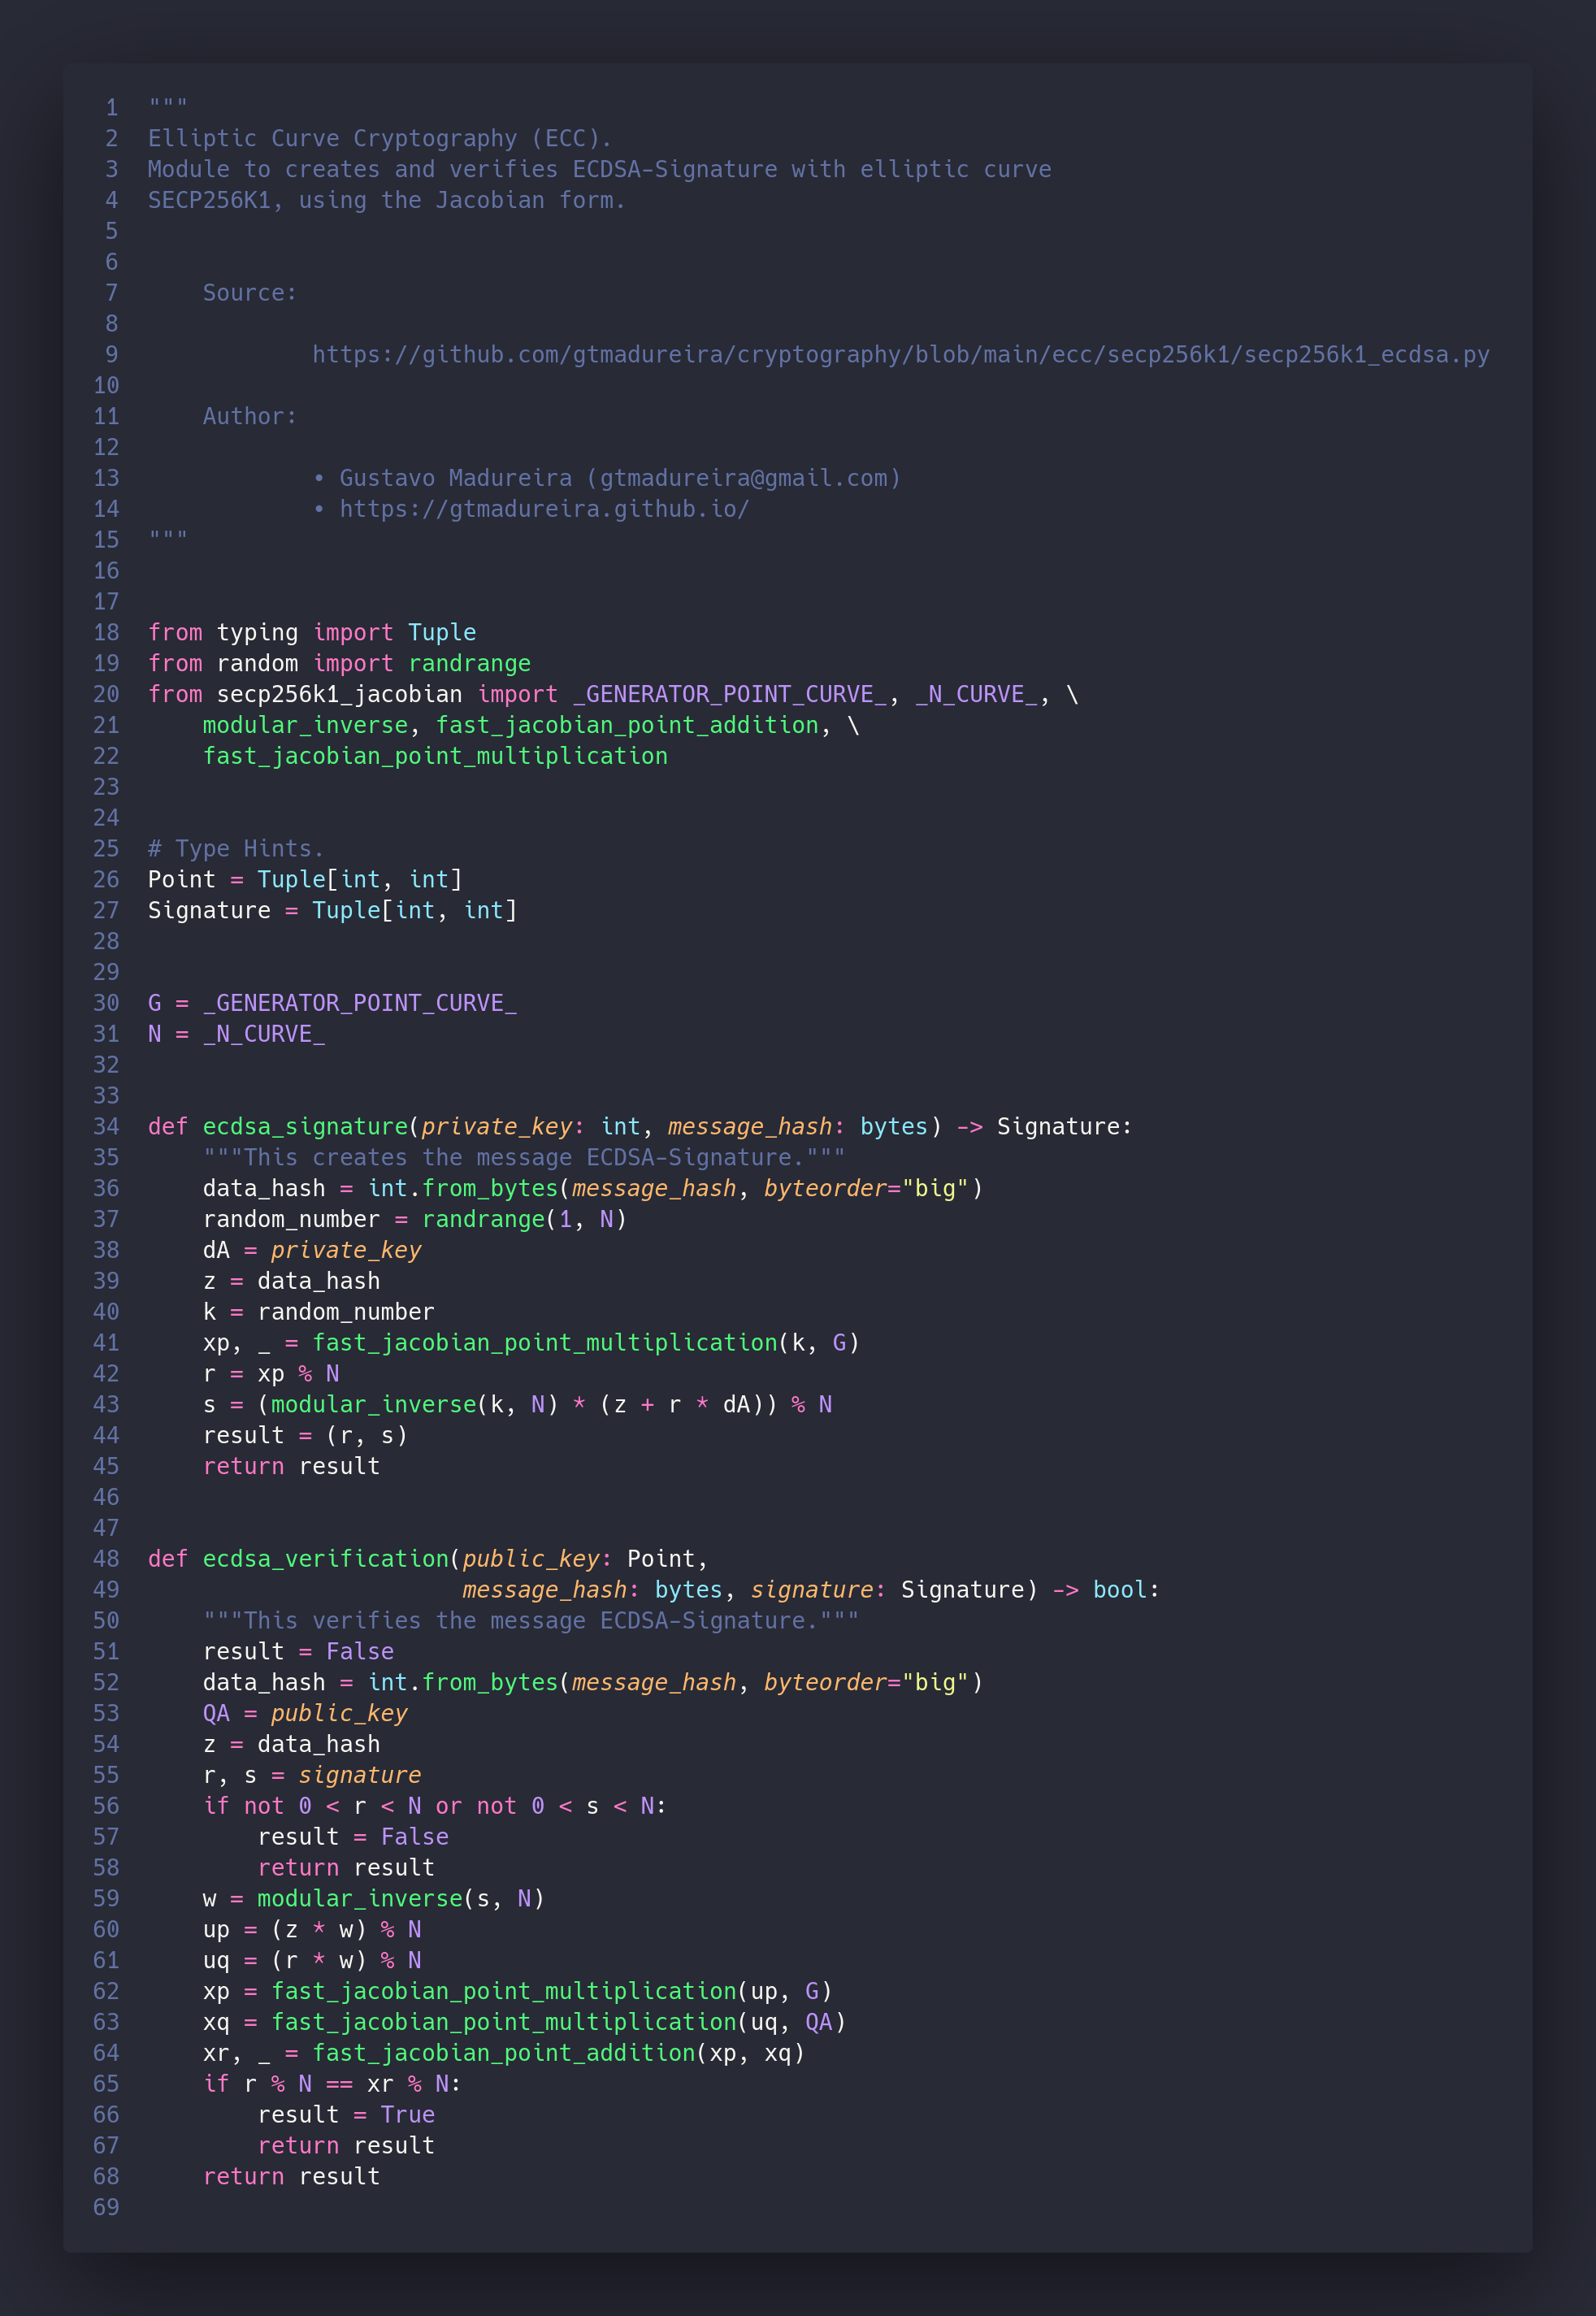 1 """
2 Elliptic Curve Cryptography (ECC).
3 Module to creates and verifies ECDSA-Signature with elliptic curve
4 SECP256K1, using the Jacobian form.
5
6
7     Source:
8
9             https://github.com/gtmadureira/cryptography/blob/main/ecc/secp256k1/secp256k1_ecdsa.py
10
11     Author:
12
13             • Gustavo Madureira (gtmadureira@gmail.com)
14             • https://gtmadureira.github.io/
15 """
16
17
18 from typing import Tuple
19 from random import randrange
20 from secp256k1_jacobian import _GENERATOR_POINT_CURVE_, _N_CURVE_, \
21     modular_inverse, fast_jacobian_point_addition, \
22     fast_jacobian_point_multiplication
23
24
25 # Type Hints.
26 Point = Tuple[int, int]
27 Signature = Tuple[int, int]
28
29
30 G = _GENERATOR_POINT_CURVE_
31 N = _N_CURVE_
32
33
34 def ecdsa_signature(private_key: int, message_hash: bytes) -> Signature:
35     """This creates the message ECDSA-Signature."""
36     data_hash = int.from_bytes(message_hash, byteorder="big")
37     random_number = randrange(1, N)
38     dA = private_key
39     z = data_hash
40     k = random_number
41     xp, _ = fast_jacobian_point_multiplication(k, G)
42     r = xp % N
43     s = (modular_inverse(k, N) * (z + r * dA)) % N
44     result = (r, s)
45     return result
46
47
48 def ecdsa_verification(public_key: Point,
49                        message_hash: bytes, signature: Signature) -> bool:
50     """This verifies the message ECDSA-Signature."""
51     result = False
52     data_hash = int.from_bytes(message_hash, byteorder="big")
53     QA = public_key
54     z = data_hash
55     r, s = signature
56     if not 0 < r < N or not 0 < s < N:
57         result = False
58         return result
59     w = modular_inverse(s, N)
60     up = (z * w) % N
61     uq = (r * w) % N
62     xp = fast_jacobian_point_multiplication(up, G)
63     xq = fast_jacobian_point_multiplication(uq, QA)
64     xr, _ = fast_jacobian_point_addition(xp, xq)
65     if r % N == xr % N:
66         result = True
67         return result
68     return result
69